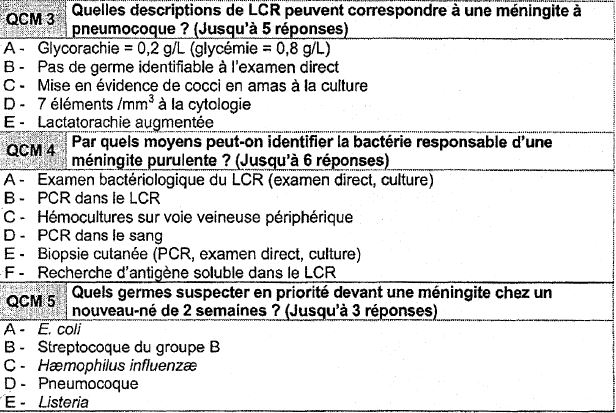 QCM 3 Quelles descriptions de LCR peuvent correspondre à une méningite à
pneumocoque ? (Jusqu'à 5 réponses)
A - Glycorachie = 0,2 g/L (glycémie = 0,8 g/L)
B - Pas de germe identifiable à l'examen direct
C - Mise en évidence de cocci en amas à la culture
D - 7 éléments /mm³ à la cytologie
E - Lactatorachie augmentée
QCM 4 Par quels moyens peut-on identifier la bactérie responsable d'une
méningite purulente ? (Jusqu'à 6 réponses)
A - Examen bactériologique du LCR (examen direct, culture)
B - PCR dans le LCR
C - Hémocultures sur voie veineuse périphérique
D - PCR dans le sang
E - Biopsie cutanée (PCR, examen direct, culture)
F - Recherche d'antigène soluble dans le LCR
QCM 5 Quels germes suspecter en priorité devant une méningite chez un
nouveau-né de 2 semaines ? (Jusqu'à 3 réponses)
A - E. coli
B - Streptocoque du groupe B
C - Hæmophilus influenzæ
D - Pneumocoque
E - Listeria